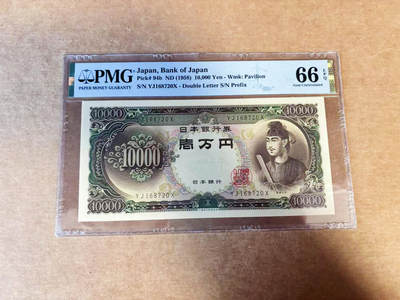 PMG
PAPER MONEY GUARANTY
Japan, Bank of Japan
Pick# 94b ND (1958) 10,000 Yen - Wmk: Pavilion
S/N YJ168720X - Double Letter S/N Prefix
66 EPQ
10000
10000
日本銀行券
YJ168720X
10000
壱万円
日本銀行
YJ168720X
10000
10000